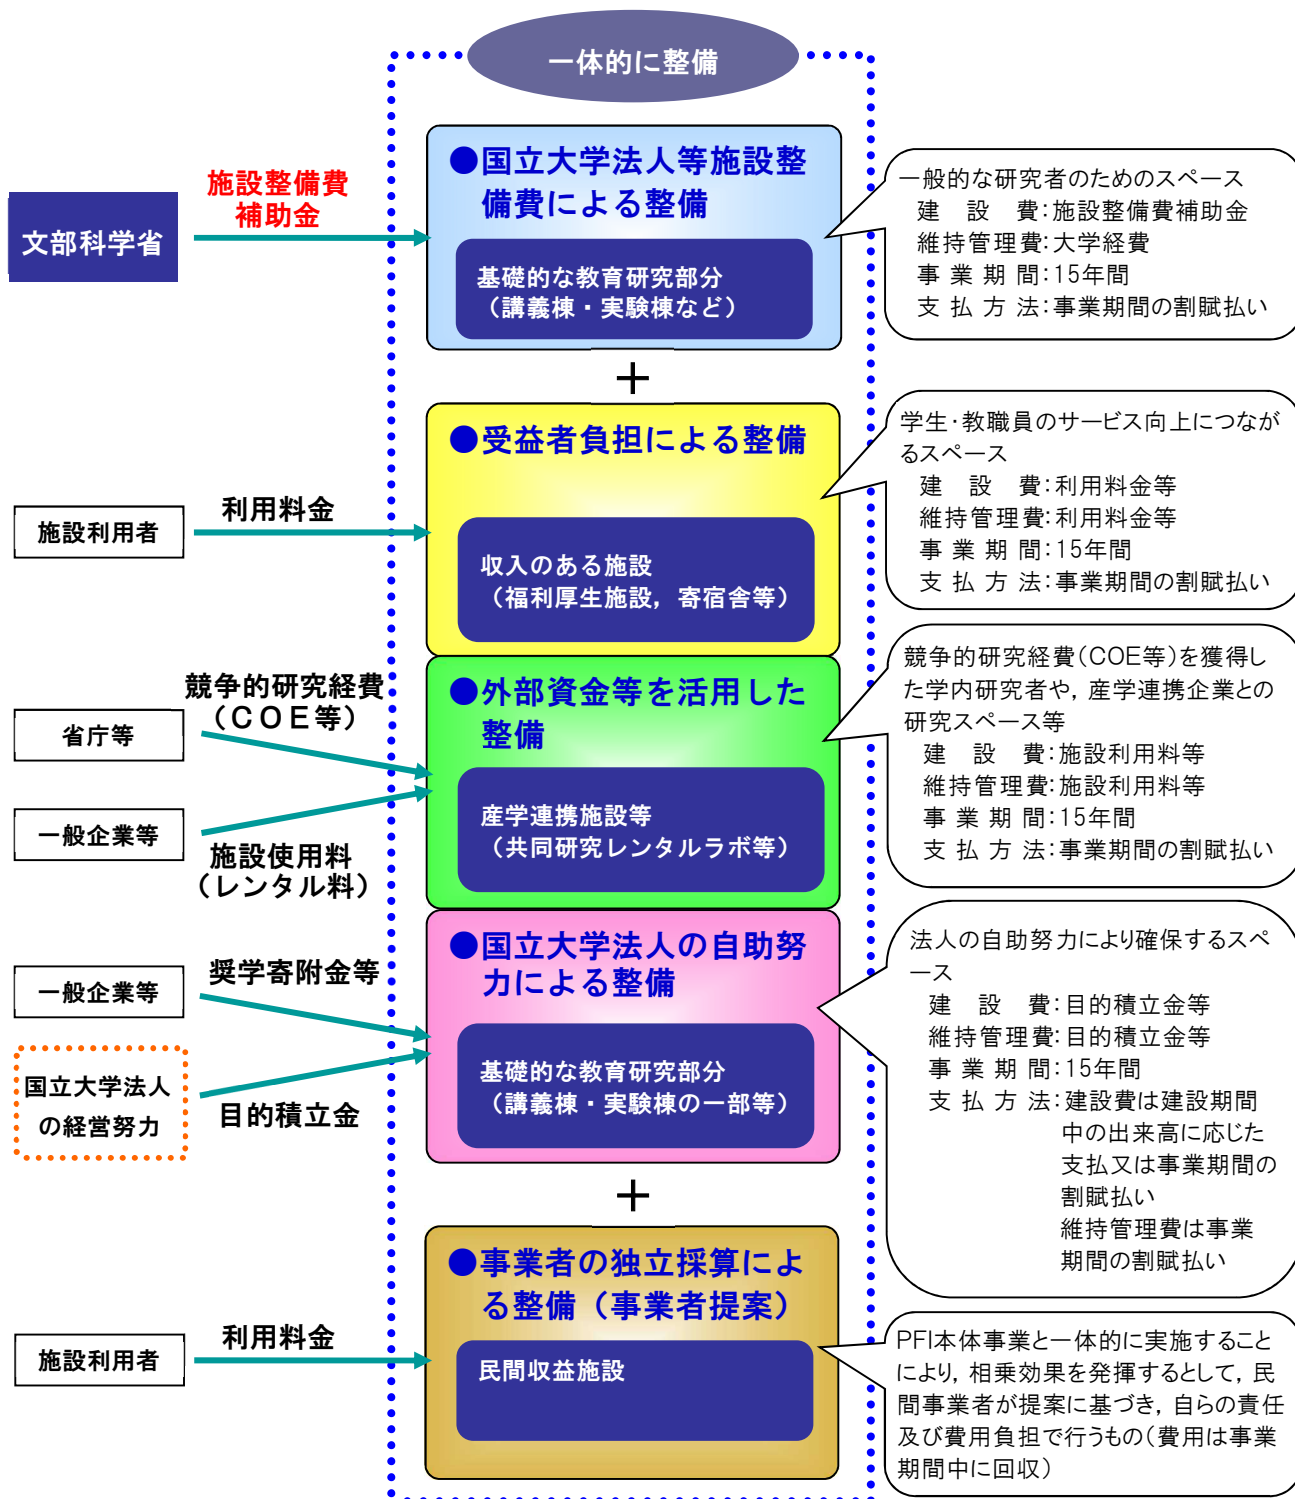 一体的に整備
文部科学省
施設整備費
補助金
●国立大学法人等施設整
備費による整備
基礎的な教育研究部分
（講義棟・実験棟など）
一般的な研究者のためのスペース
建　設　費：施設整備費補助金
維持管理費：大学経費
事 業 期 間：15年間
支 払 方 法：事業期間の割賦払い
＋
施設利用者
利用料金
●受益者負担による整備
収入のある施設
（福利厚生施設，寄宿舎等）
学生・教職員のサービス向上につなが
るスペース
建　設　費：利用料金等
維持管理費：利用料金等
事 業 期 間：15年間
支 払 方 法：事業期間の割賦払い
省庁等
競争的研究経費
（ＣＯＥ等）
一般企業等
施設使用料
（レンタル料）
●外部資金等を活用した
整備
産学連携施設等
（共同研究レンタルラボ等）
競争的研究経費（COE等）を獲得し
た学内研究者や，産学連携企業との
研究スペース等
建　設　費：施設利用料等
維持管理費：施設利用料等
事 業 期 間：15年間
支 払 方 法：事業期間の割賦払い
一般企業等
奨学寄附金等
国立大学法人
の経営努力
目的積立金
●国立大学法人の自助努
力による整備
基礎的な教育研究部分
（講義棟・実験棟の一部等）
法人の自助努力により確保するスペ
ース
建　設　費：目的積立金等
維持管理費：目的積立金等
事 業 期 間：15年間
支 払 方 法：建設費は建設期間
中の出来高に応じた
支払又は事業期間の
割賦払い
維持管理費は事業
期間の割賦払い
＋
施設利用者
利用料金
●事業者の独立採算によ
る整備（事業者提案）
民間収益施設
PFI本体事業と一体的に実施すること
により，相乗効果を発揮するとして，民
間事業者が提案に基づき，自らの責任
及び費用負担で行うもの（費用は事業
期間中に回収）